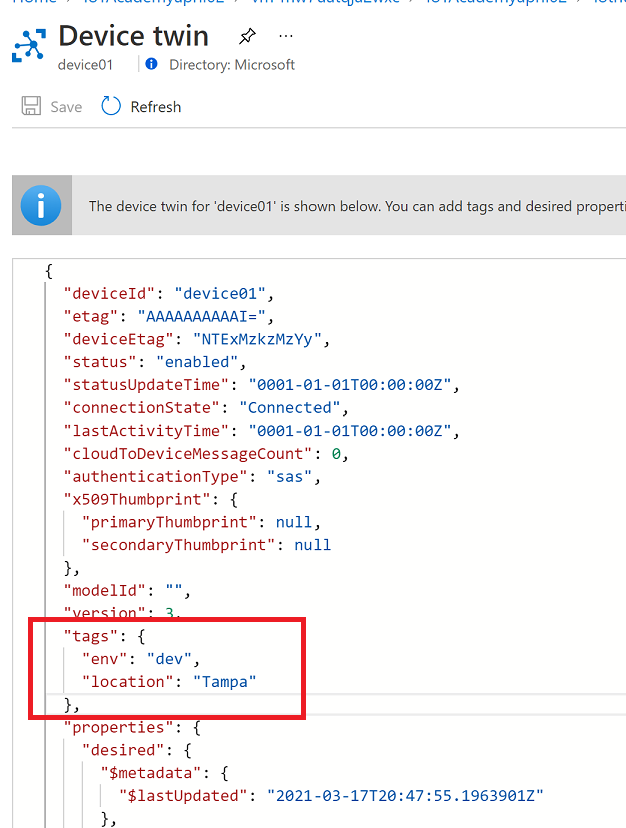 Device twin
device01
Directory: Microsoft
Save
Refresh
The device twin for 'device01' is shown below. You can add tags and desired
{
"deviceId": "device01",
"etag": "AAAAAAAAAAI=",
"deviceEtag": "NTExMzkzMzYy",
"status": "enabled",
"statusUpdateTime": "0001-01-01T00:00:00Z",
"connectionState": "Connected",
"lastActivityTime": "0001-01-01T00:00:00Z",
"cloudToDeviceMessageCount": 0,
"authenticationType": "sas",
"x509Thumbprint": {
"primaryThumbprint": null,
"secondaryThumbprint": null
},
"modelId": "",
"version": 3,
"tags": {
"env": "dev",
"location": "Tampa"
},
"properties": {
"desired": {
"$metadata": {
"$lastUpdated": "2021-03-17T20:47:55.1963901Z"
},